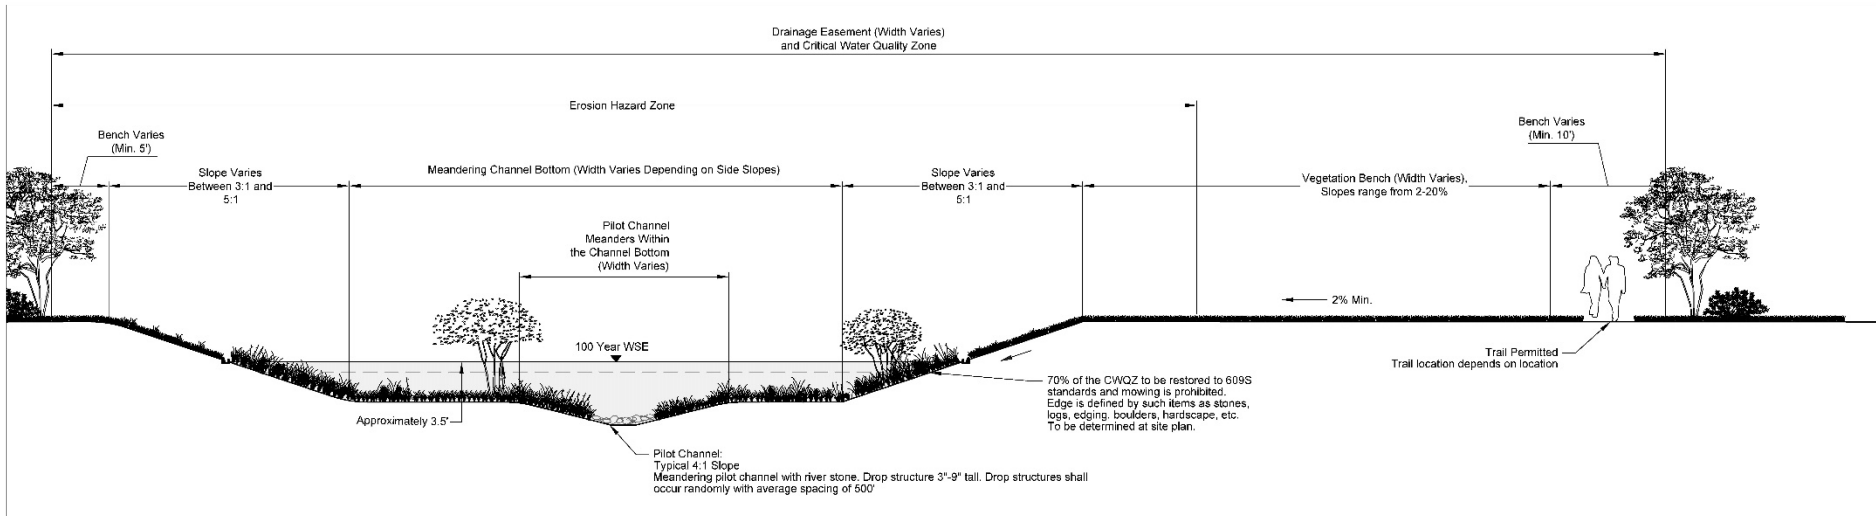 Drainage Easement (Width Varies)
and Critical Water Quality Zone
Erosion Hazard Zone
Bench Varies
(Min. 5')
Bench Varies
(Min. 10')
Slope Varies
Between 3:1 and
5:1
Meandering Channel Bottom (Width Varies Depending on Side Slopes)
Slope Varies
Between 3:1 and
5:1
Vegetation Bench (Width Varies),
Slopes range from 2-20%
Pilot Channel
Meanders Within
the Channel Bottom
(Width Varies)
2% Min.
100 Year WSE
Trail Permitted
Trail location depends on location
70% of the CWQZ to be restored to 609S
standards and mowing is prohibited.
Edge is defined by such items as stones,
logs, edging, boulders, hardscape, etc.
To be determined at site plan.
Approximately 3.5'
Pilot Channel:
Typical 4:1 Slope
Meandering pilot channel with river stone. Drop structure 3"-9" tall. Drop structures shall
occur randomly with average spacing of 500'